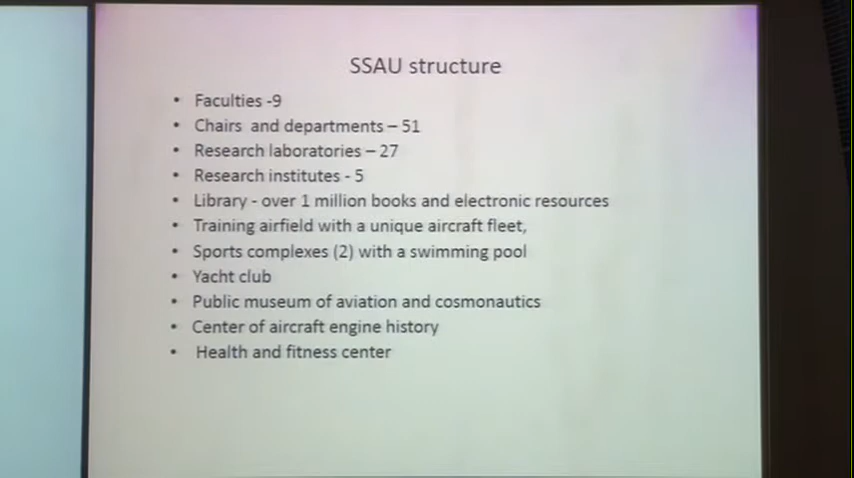 SSAU structure
• Faculties -9
• Chairs and departments – 51
• Research laboratories – 27
• Research institutes - 5
• Library - over 1 million books and electronic resources
• Training airfield with a unique aircraft fleet,
• Sports complexes (2) with a swimming pool
• Yacht club
• Public museum of aviation and cosmonautics
• Center of aircraft engine history
• Health and fitness center